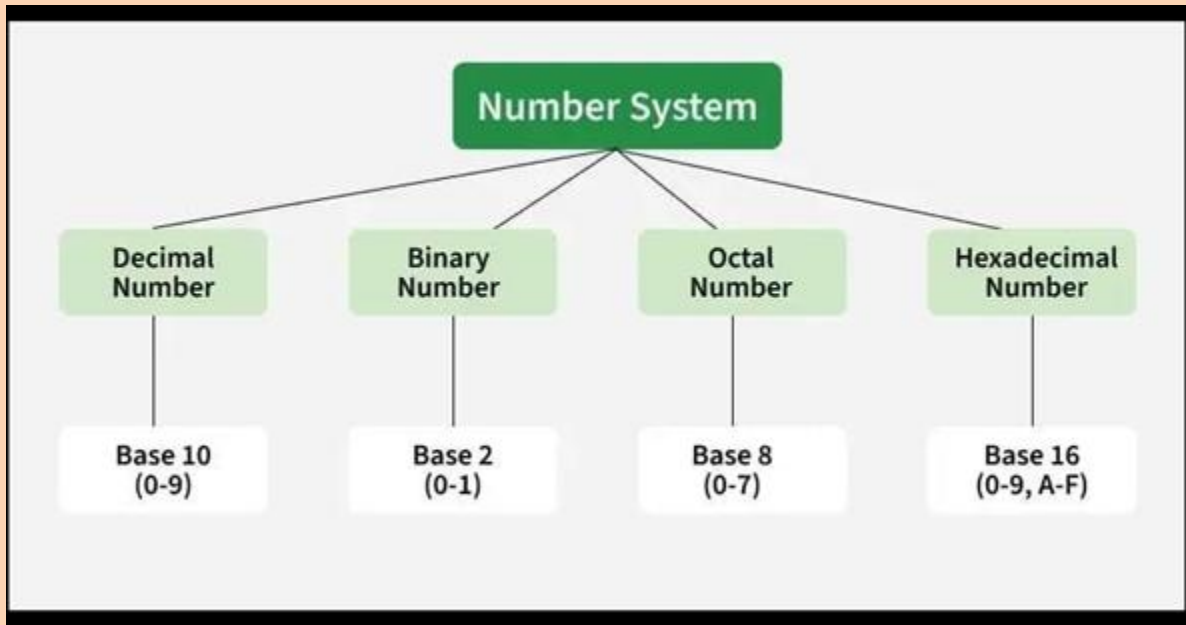 Number System
Decimal
Number
Binary
Number
Octal
Number
Hexadecimal
Number
Base 10
(0-9)
Base 2
(0-1)
Base 8
(0-7)
Base 16
(0-9, A-F)